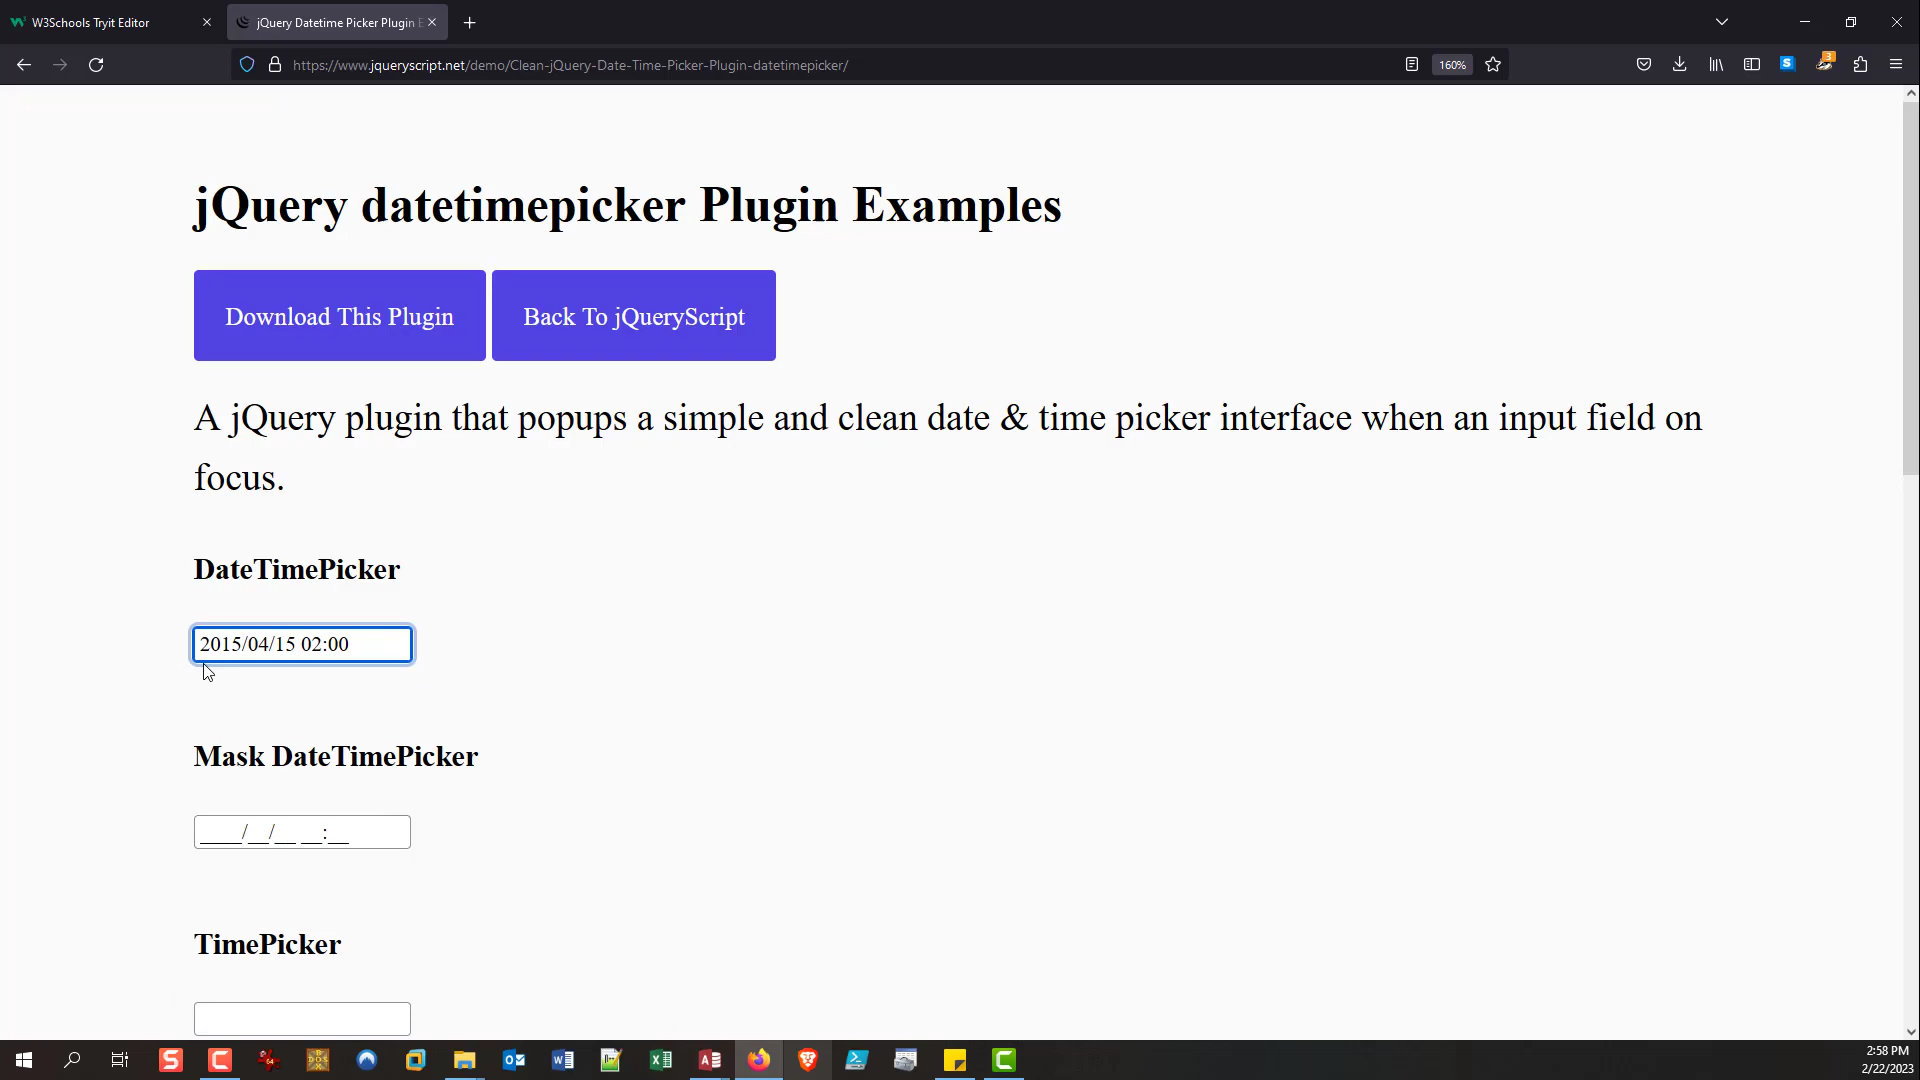 W3Schools Tryit Editor
jQuery Datetime Picker Plugin E
https://www.jqueryscript.net/demo/Clean-jQuery-Date-Time-Picker-Plugin-datetimepicker/
160%
3
jQuery datetimepicker Plugin Examples
Download This Plugin
Back To jQueryScript
A jQuery plugin that popups a simple and clean date & time picker interface when an input field on
focus.
DateTimePicker
2015/04/15 02:00
Mask DateTimePicker
____/__/__ __:__
TimePicker
2:58 PM
2/22/2023